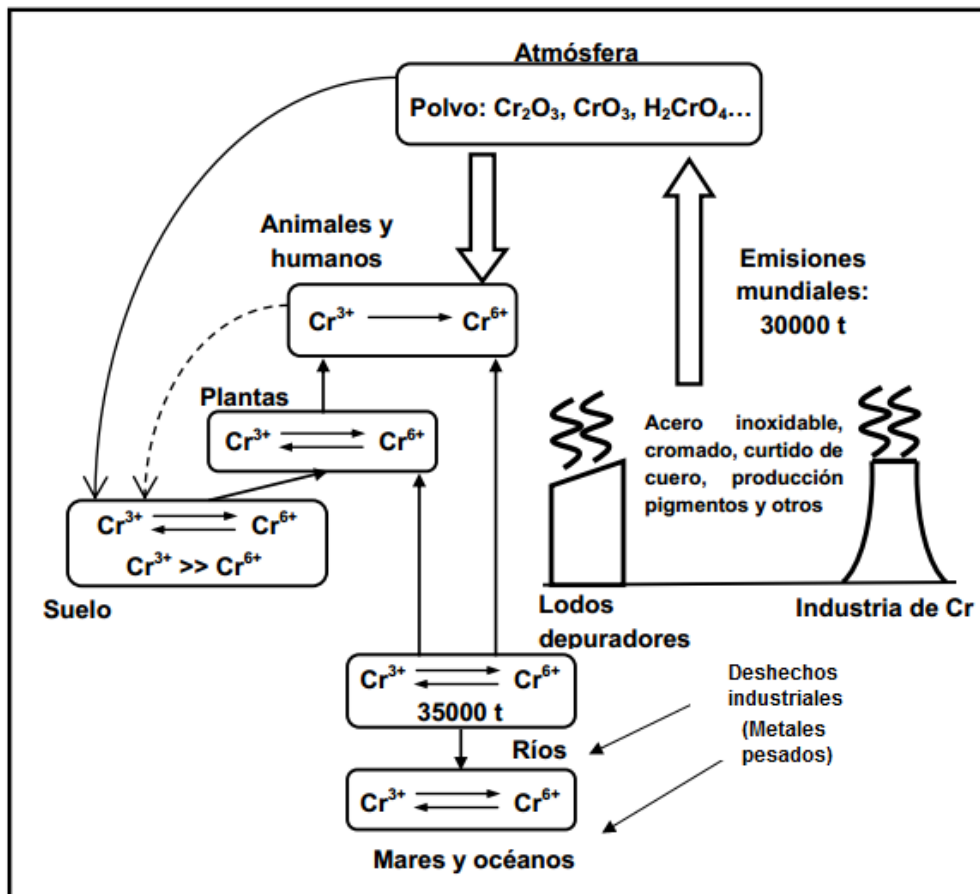 Atmósfera
Polvo: Cr₂O₃, CrO₃, H₂CrO₄…
Animales y
humanos
Cr³⁺ → Cr⁶⁺
Emisiones
mundiales:
30000 t
Plantas
Cr³⁺ ⇄ Cr⁶⁺
Acero inoxidable,
cromado, curtido de
cuero, producción
pigmentos y otros
Cr³⁺ ⇄ Cr⁶⁺
Cr³⁺ >> Cr⁶⁺
Suelo
Lodos
depuradores
Industria de Cr
Cr³⁺ ⇄ Cr⁶⁺
35000 t
Ríos
Deshechos
industriales
(Metales
pesados)
Cr³⁺ ⇄ Cr⁶⁺
Mares y océanos